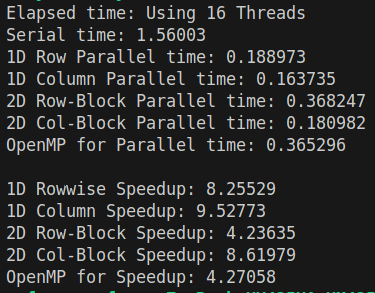 Elapsed time: Using 16 Threads
Serial time: 1.56003
1D Row Parallel time: 0.188973
1D Column Parallel time: 0.163735
2D Row-Block Parallel time: 0.368247
2D Col-Block Parallel time: 0.180982
OpenMP for Parallel time: 0.365296
1D Rowwise Speedup: 8.25529
1D Column Speedup: 9.52773
2D Row-Block Speedup: 4.23635
2D Col-Block Speedup: 8.61979
OpenMP for Speedup: 4.27058